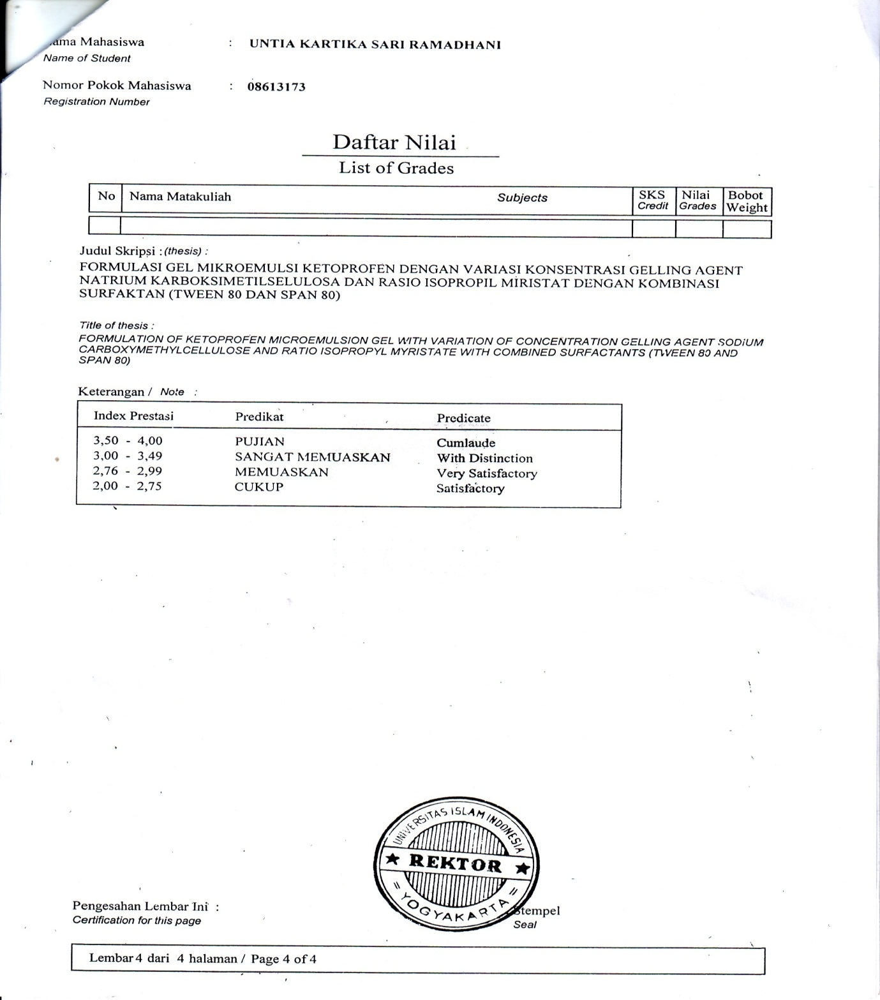 ama Mahasiswa : UNTIA KARTIKA SARI RAMADHANI
Name of Student
Nomor Pokok Mahasiswa : 08613173
Registration Number
Daftar Nilai
List of Grades
No Nama Matakuliah Subjects SKS Nilai Bobot
Credit Grades Weight
Judul Skripsi : (thesis) :
FORMULASI GEL MIKROEMULSI KETOPROFEN DENGAN VARIASI KONSENTRASI GELLING AGENT
NATRIUM KARBOKSIMETILSELULOSA DAN RASIO ISOPROPIL MIRISTAT DENGAN KOMBINASI
SURFAKTAN (TWEEN 80 DAN SPAN 80)
Title of thesis :
FORMULATION OF KETOPROFEN MICROEMULSION GEL WITH VARIATION OF CONCENTRATION GELLING AGENT SODIUM
CARBOXYMETHYLCELLULOSE AND RATIO ISOPROPYL MYRISTATE WITH COMBINED SURFACTANTS (TWEEN 80 AND
SPAN 80)
Keterangan / Note :
Index Prestasi Predikat Predicate
3,50 - 4,00 PUJIAN Cumlaude
3,00 - 3,49 SANGAT MEMUASKAN With Distinction
2,76 - 2,99 MEMUASKAN Very Satisfactory
2,00 - 2,75 CUKUP Satisfactory
UNIVERSITAS ISLAM INDONESIA
★ REKTOR ★
= YOGYAKARTA =
Pengesahan Lembar Ini : Stempel
Certification for this page Seal
Lembar 4 dari 4 halaman / Page 4 of 4